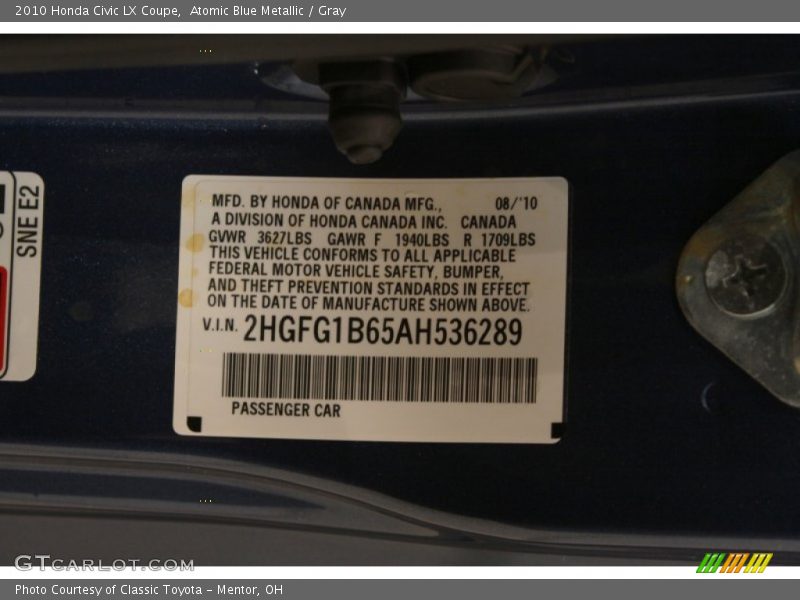 2010 Honda Civic LX Coupe,  Atomic Blue Metallic / Gray
SNE E2
MFD. BY HONDA OF CANADA MFG., 08/'10
A DIVISION OF HONDA CANADA INC. CANADA
GVWR 3627LBS GAWR F 1940LBS R 1709LBS
THIS VEHICLE CONFORMS TO ALL APPLICABLE
FEDERAL MOTOR VEHICLE SAFETY, BUMPER,
AND THEFT PREVENTION STANDARDS IN EFFECT
ON THE DATE OF MANUFACTURE SHOWN ABOVE.
V.I.N. 2HGFG1B65AH536289
PASSENGER CAR
GTCARLOT.COM
Photo Courtesy of Classic Toyota - Mentor, OH